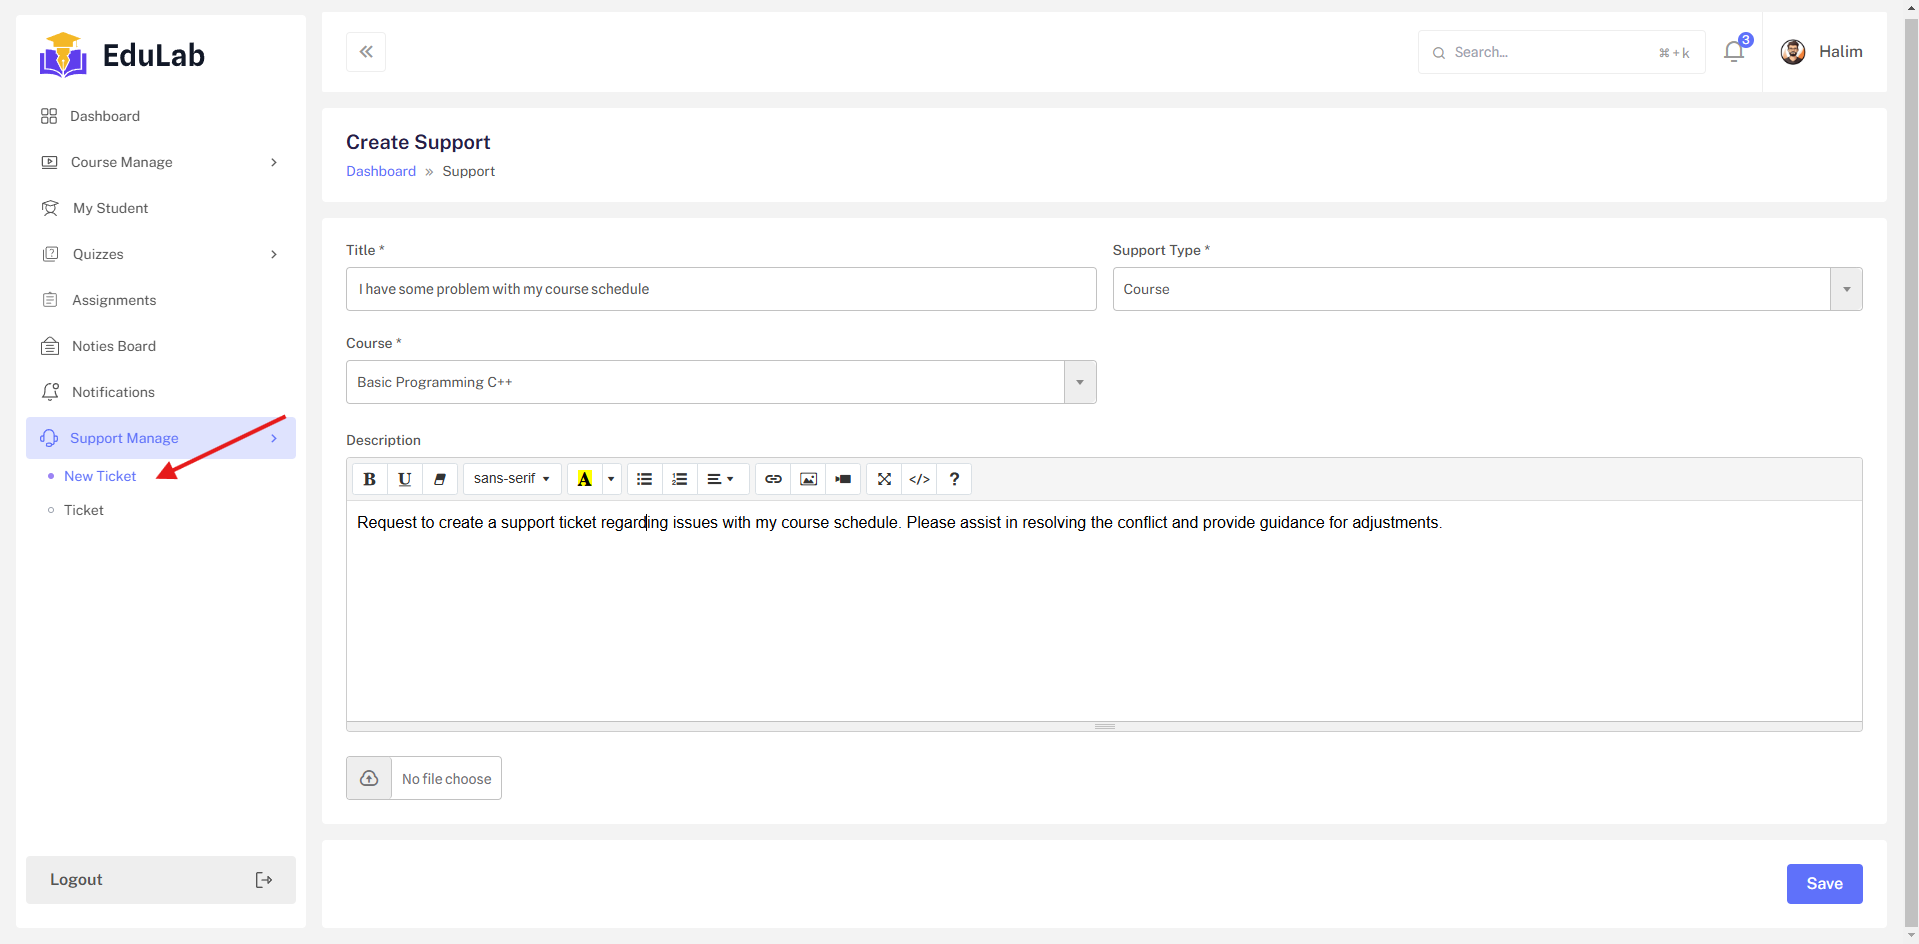 EduLab
Dashboard
Course Manage
My Student
Quizzes
Assignments
Noties Board
Notifications
Support Manage
New Ticket
Ticket
Logout
Search...
⌘+k
3
Halim
Create Support
Dashboard » Support
Title *
I have some problem with my course schedule
Support Type *
Course
Course *
Basic Programming C++
Description
B U sans-serif A </> ?
Request to create a support ticket regarding issues with my course schedule. Please assist in resolving the conflict and provide guidance for adjustments.
No file choose
Save